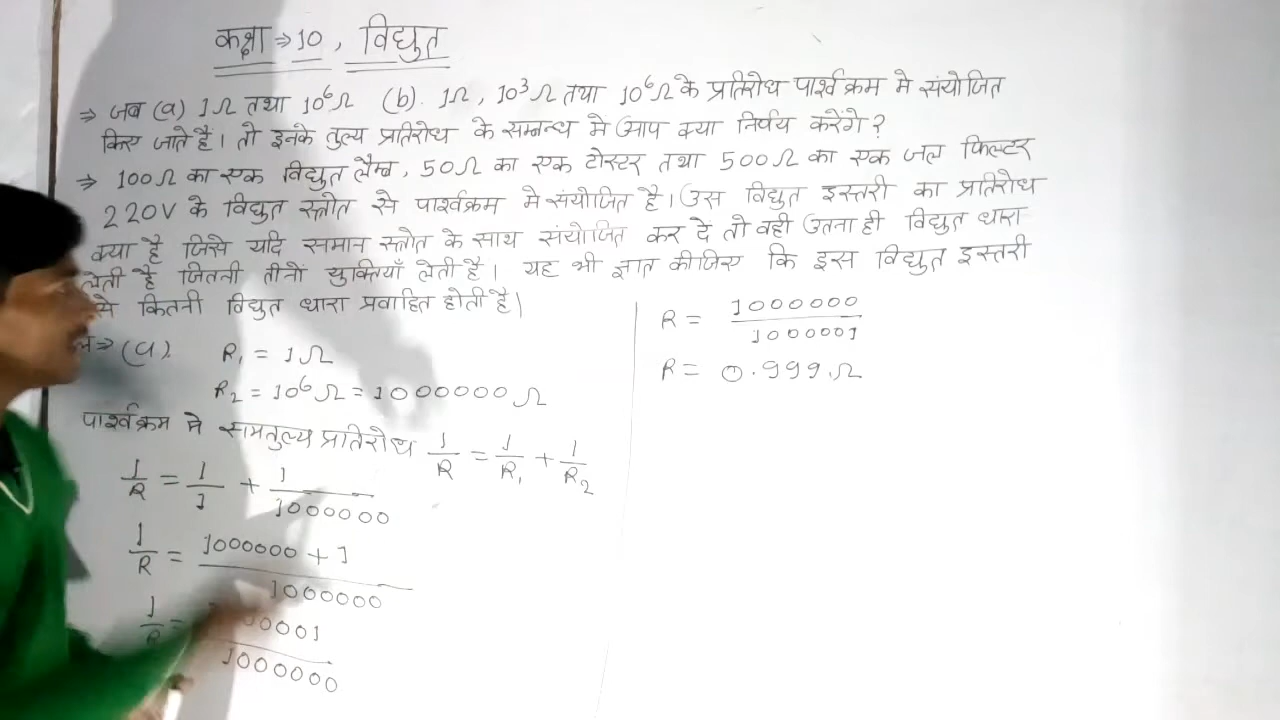 कक्षा ⇒ 10 , विद्युत
⇒ जब (a) 1Ω तथा 10⁶Ω (b). 1Ω, 10³Ω तथा 10⁶Ω के प्रतिरोध पार्श्वक्रम मे संयोजित
किए जाते हैं। तो इनके तुल्य प्रतिरोध के सम्बन्ध में आप क्या निर्णय करेंगे ?
⇒ 100Ω का एक विद्युत लैम्ब, 50Ω का एक टोस्टर तथा 500Ω का एक जल फिल्टर
220V के विद्युत स्त्रोत से पार्श्वक्रम मे संयोजित है। उस विद्युत इस्तरी का प्रतिरोध
क्या है जिसे यदि समान स्त्रोत के साथ संयोजित कर दें तो वही उतना ही विद्युत धारा
लेती है जितनी तीनों युक्तियाँ लेती है। यह भी ज्ञात कीजिए कि इस विद्युत इस्तरी
से कितनी विद्युत धारा प्रवाहित होती है।
⇒ (a).
R₁ = 1Ω
R₂ = 10⁶Ω = 1000000Ω
पार्श्वक्रम मे समतुल्य प्रतिरोध 1/R = 1/R₁ + 1/R₂
1/R = 1/1 + 1/1000000
1/R = 1000000 + 1/1000000
1/R = 0001/1000000
R = 1000000/1000001
R = 0.999.Ω